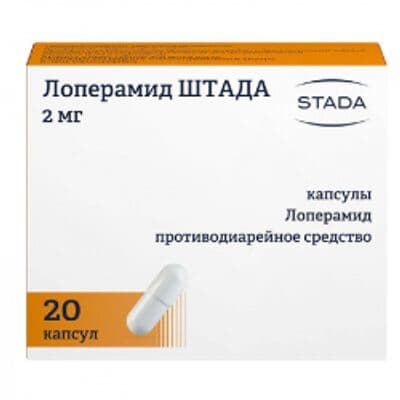 Лоперамид ШТАДА
2 мг
STADA
капсулы
Лоперамид
противодиарейное средство
20
капсул